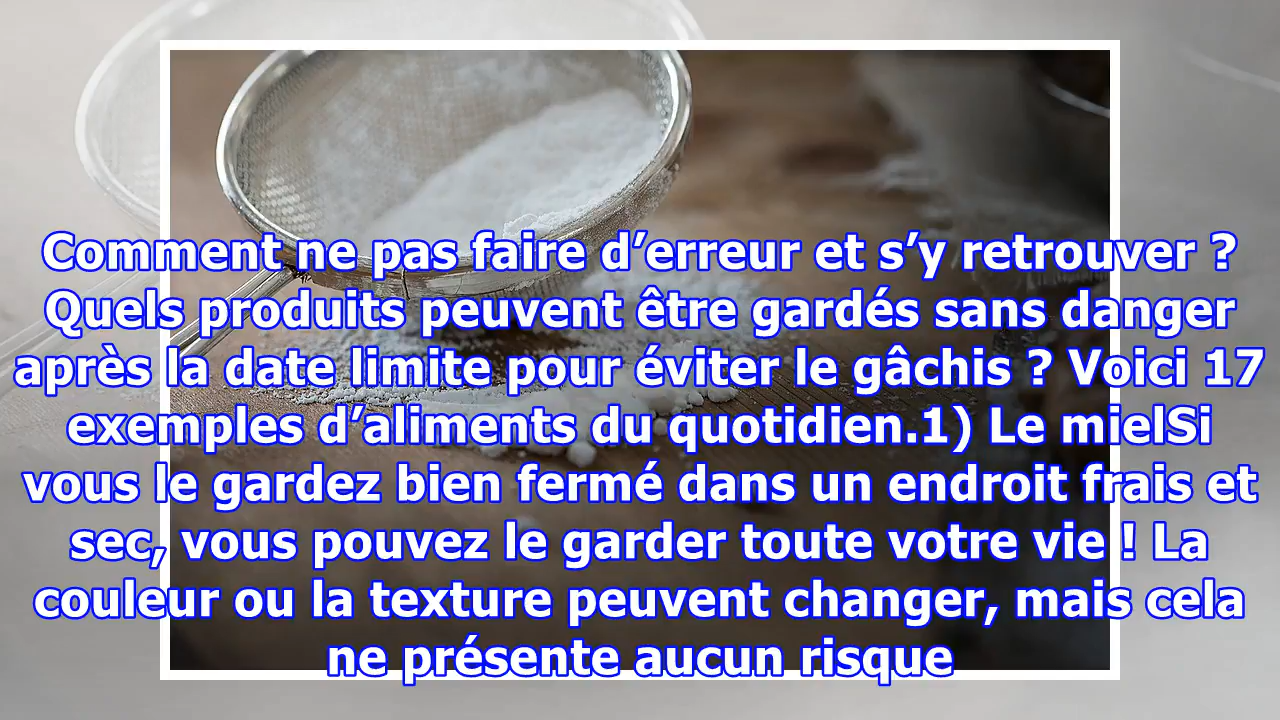 Comment ne pas faire d’erreur et s’y retrouver ?
Quels produits peuvent être gardés sans danger
après la date limite pour éviter le gâchis ? Voici 17
exemples d’aliments du quotidien.1) Le mielSi
vous le gardez bien fermé dans un endroit frais et
sec, vous pouvez le garder toute votre vie ! La
couleur ou la texture peuvent changer, mais cela
ne présente aucun risque